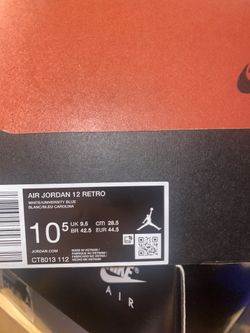 AIR JORDAN 12 RETRO
WHITE/UNIVERSITY BLUE
BLANC/BLEU CAROLINA
10.5 UK 9.5 cm 28.5
BR 42.5 EUR 44.5
JORDAN.COM
CT8013 112
MADE IN VIETNAM
NIKE
AIR